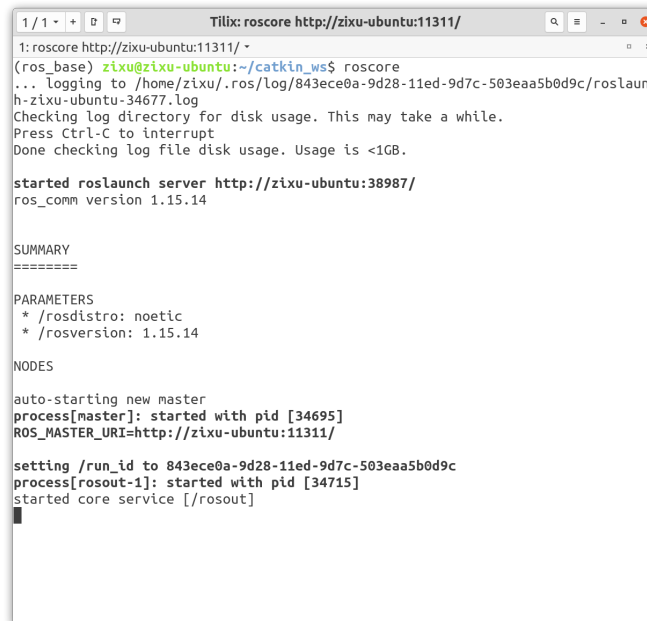 1 / 1
Tilix: roscore http://zixu-ubuntu:11311/
1: roscore http://zixu-ubuntu:11311/
(ros_base) zixu@zixu-ubuntu:~/catkin_ws$ roscore
... logging to /home/zixu/.ros/log/843ece0a-9d28-11ed-9d7c-503eaa5b0d9c/roslaun
h-zixu-ubuntu-34677.log
Checking log directory for disk usage. This may take a while.
Press Ctrl-C to interrupt
Done checking log file disk usage. Usage is <1GB.
started roslaunch server http://zixu-ubuntu:38987/
ros_comm version 1.15.14
SUMMARY
========
PARAMETERS
* /rosdistro: noetic
* /rosversion: 1.15.14
NODES
auto-starting new master
process[master]: started with pid [34695]
ROS_MASTER_URI=http://zixu-ubuntu:11311/
setting /run_id to 843ece0a-9d28-11ed-9d7c-503eaa5b0d9c
process[rosout-1]: started with pid [34715]
started core service [/rosout]